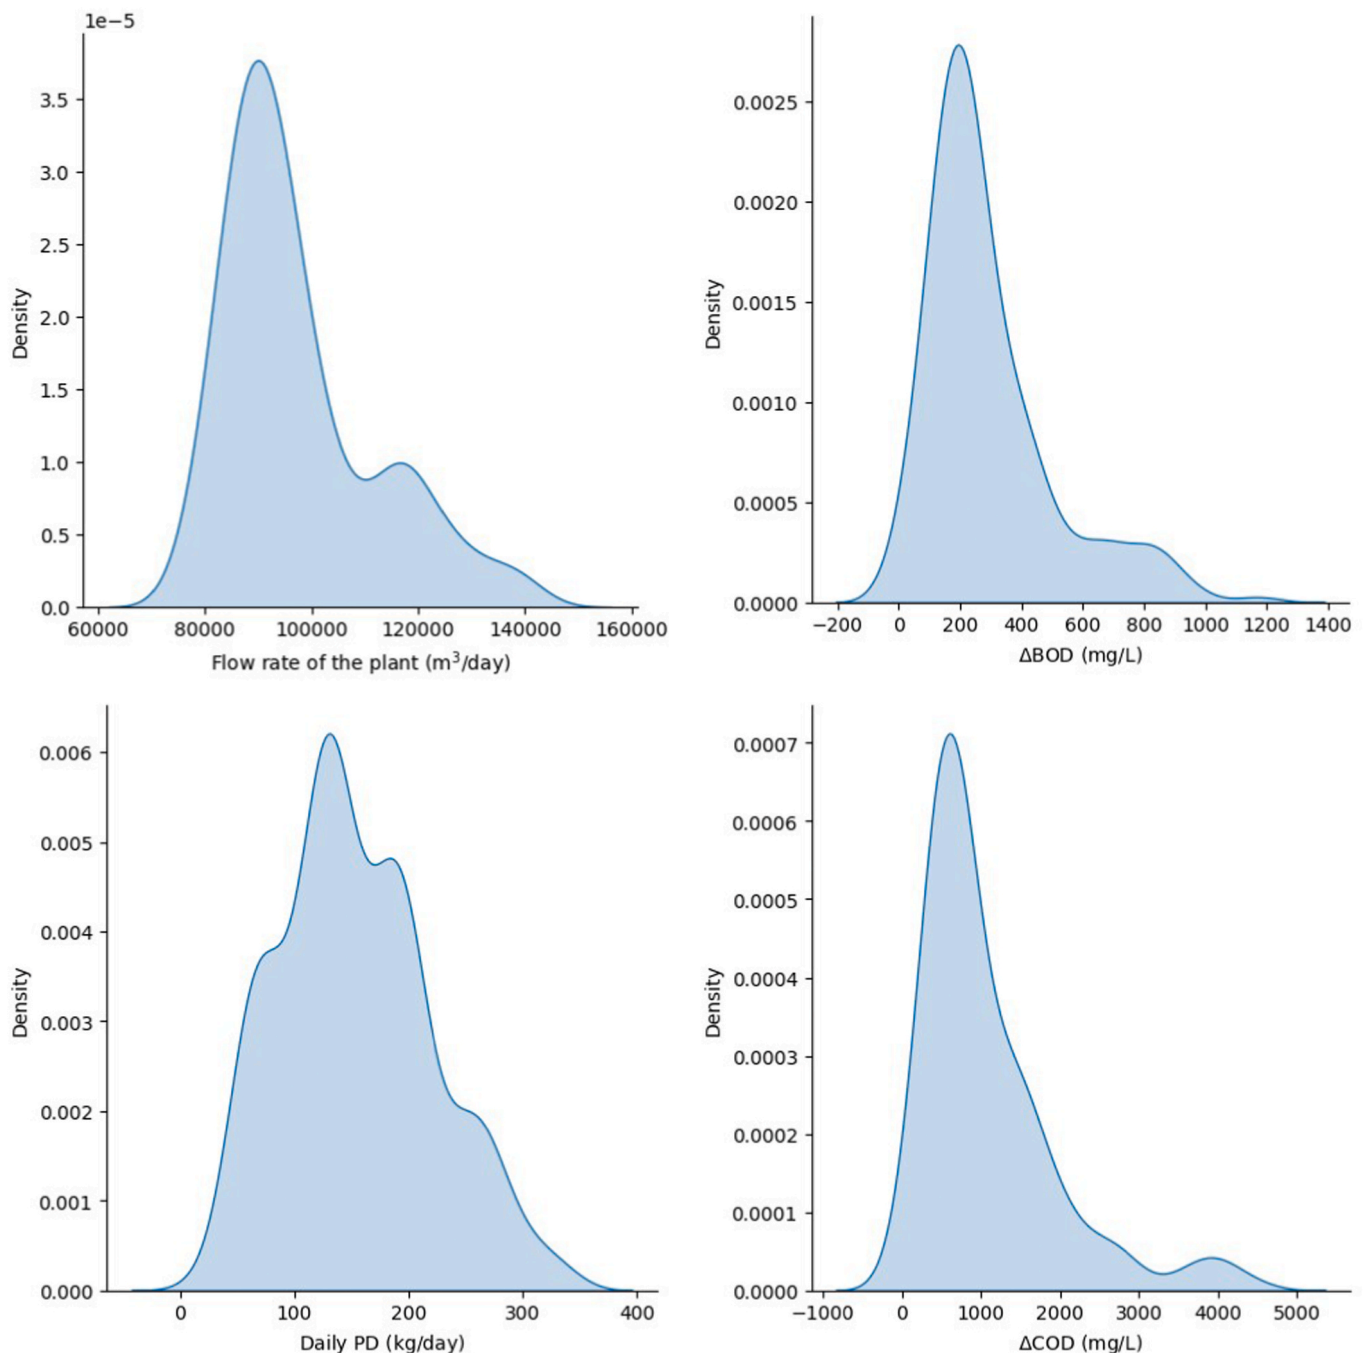 1e−5
3.5
3.0
2.5
2.0
1.5
1.0
0.5
0.0
Density
60000 80000 100000 120000 140000 160000
Flow rate of the plant (m³/day)
0.0025
0.0020
0.0015
0.0010
0.0005
0.0000
Density
−200 0 200 400 600 800 1000 1200 1400
ΔBOD (mg/L)
0.006
0.005
0.004
0.003
0.002
0.001
0.000
Density
0 100 200 300 400
Daily PD (kg/day)
0.0007
0.0006
0.0005
0.0004
0.0003
0.0002
0.0001
0.0000
Density
−1000 0 1000 2000 3000 4000 5000
ΔCOD (mg/L)